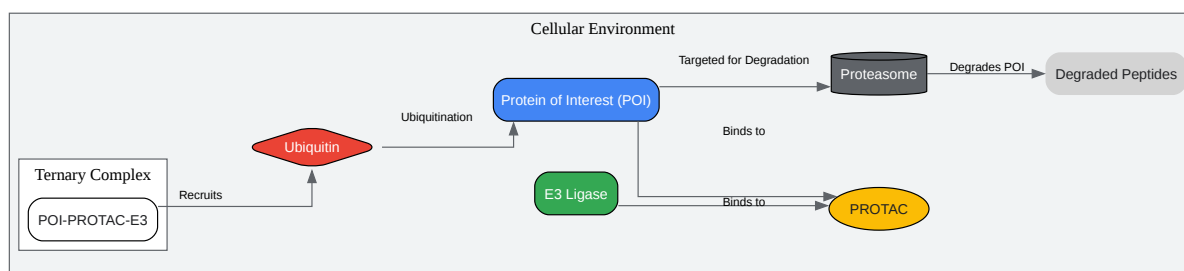 Cellular Environment
Targeted for Degradation
Proteasome
Degrades POI
Degraded Peptides
Protein of Interest (POI)
Ubiquitination
Binds to
Ubiquitin
Ternary Complex
POI-PROTAC-E3
Recruits
E3 Ligase
Binds to
PROTAC